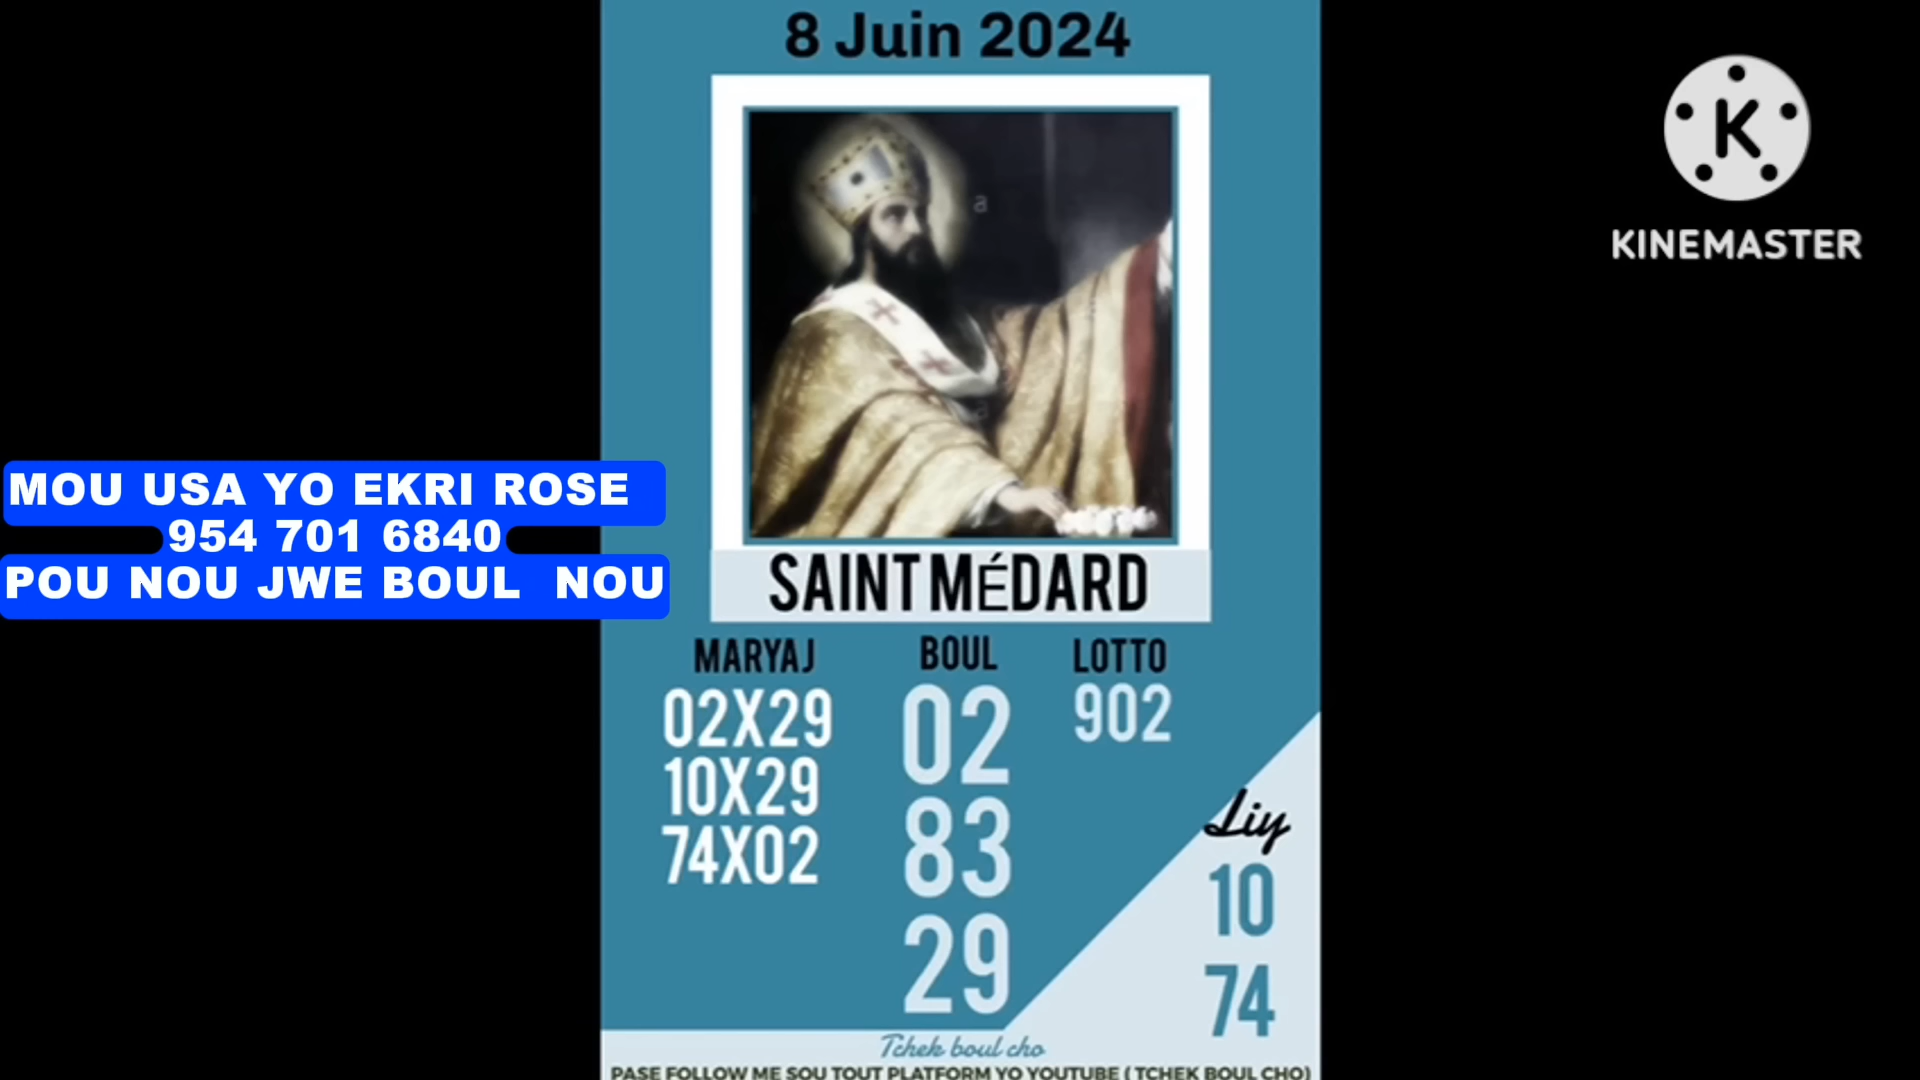 8 Juin 2024
K
KINEMASTER
a
MOU USA YO EKRI ROSE
954 701 6840
POU NOU JWE BOUL NOU
SAINT MÉDARD
MARYAJ
02X29
10X29
74X02
BOUL
02
83
29
LOTTO
902
Liy
10
74
Tchek boul cho
PASE FOLLOW ME SOU TOUT PLATFORM YO YOUTUBE ( TCHEK BOUL CHO)